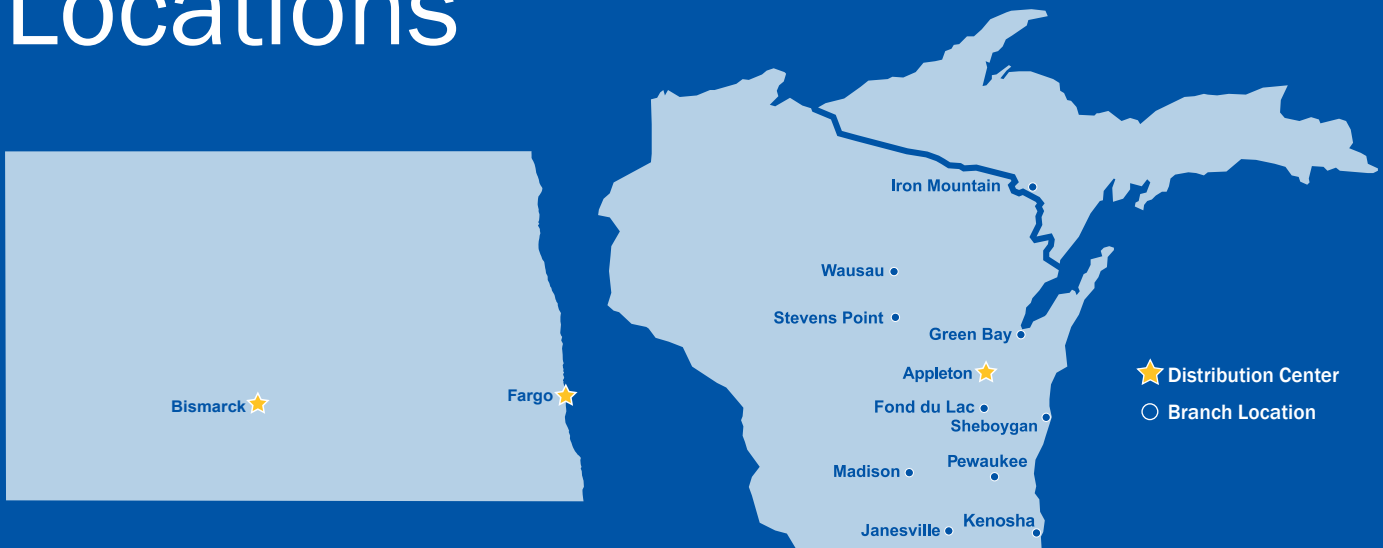 Locations
Iron Mountain
Wausau
Stevens Point
Green Bay
Appleton
Distribution Center
Fargo
Bismarck
Fond du Lac
Branch Location
Sheboygan
Pewaukee
Madison
Kenosha
Janesville